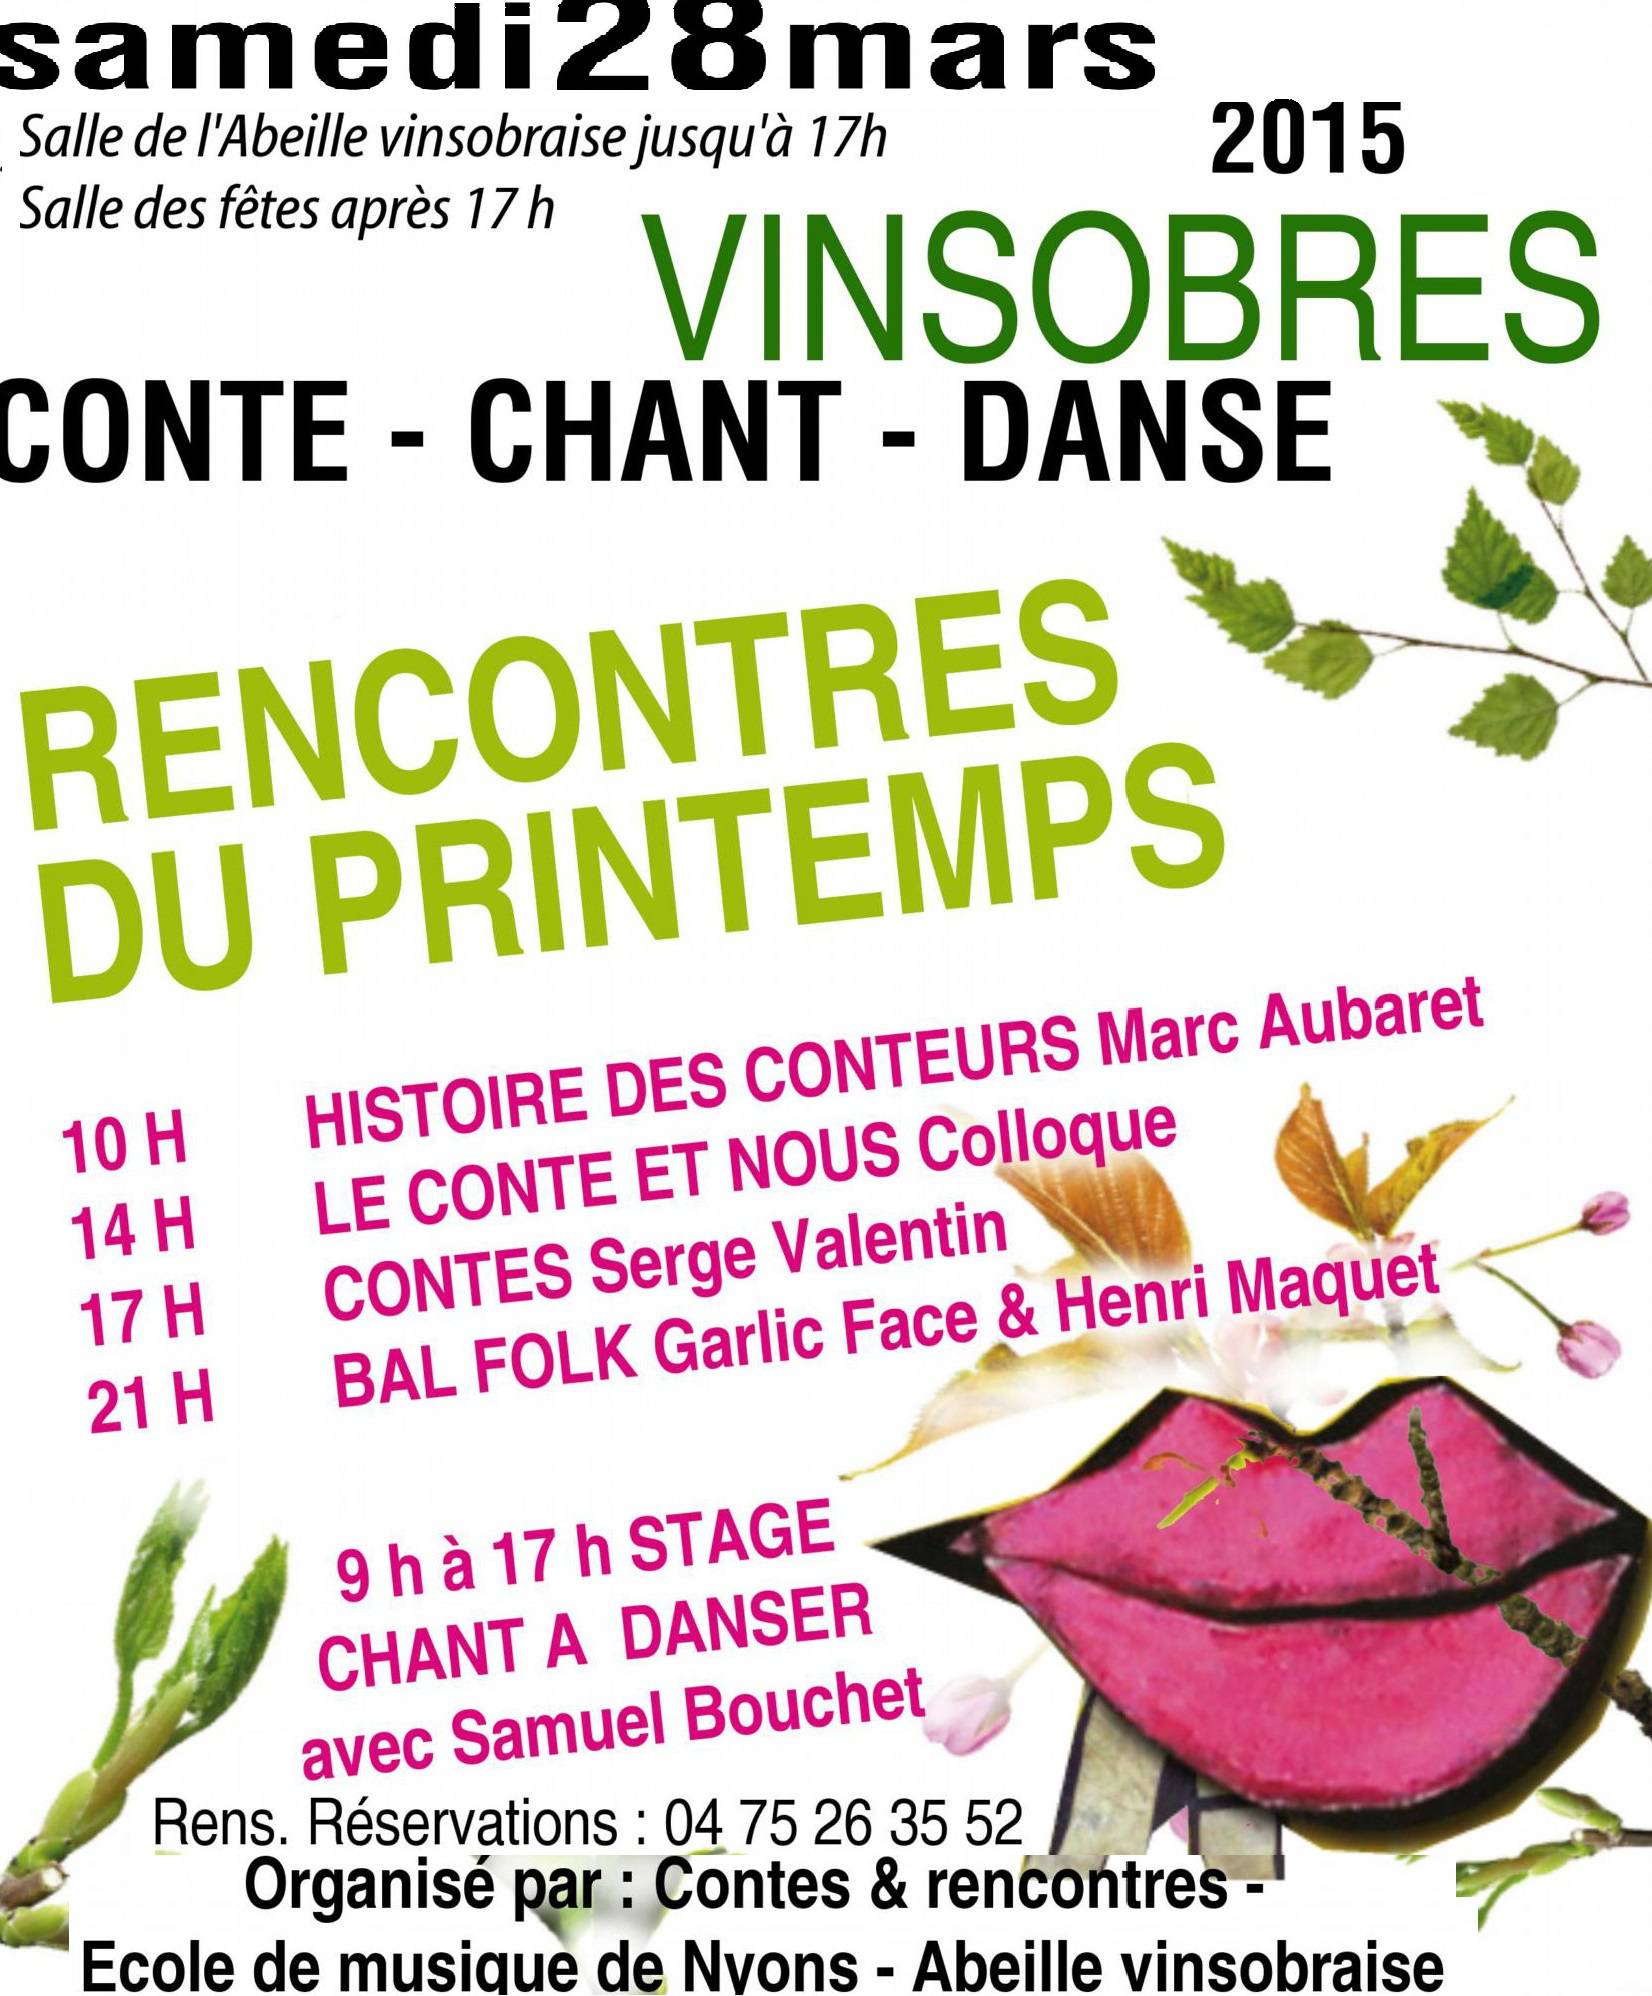 samedi 28 mars
2015
Salle de l'Abeille vinsobraise jusqu'à 17h
Salle des fêtes après 17 h
VINSOBRES
CONTE - CHANT - DANSE
RENCONTRES
DU PRINTEMPS
10 H HISTOIRE DES CONTEURS Marc Aubaret
14 H LE CONTE ET NOUS Colloque
17 H CONTES Serge Valentin
21 H BAL FOLK Garlic Face & Henri Maquet
9 h à 17 h STAGE
CHANT A DANSER
avec Samuel Bouchet
Rens. Réservations : 04 75 26 35 52
Organisé par : Contes & rencontres -
Ecole de musique de Nyons - Abeille vinsobraise